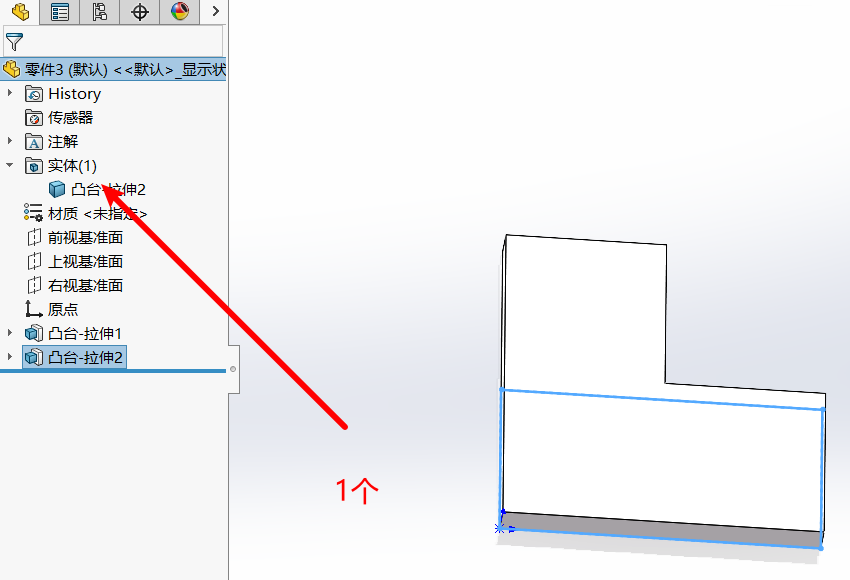 零件3 (默认) <<默认>_显示状
History
传感器
注解
实体(1)
凸台-拉伸2
材质 <未指定>
前视基准面
上视基准面
右视基准面
原点
凸台-拉伸1
凸台-拉伸2
1个